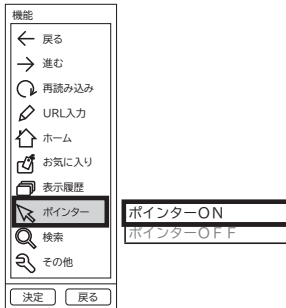 機能
戻る
進む
再読み込み
URL入力
ホーム
お気に入り
表示履歴
ポインター
ポインターON
ポインターOFF
検索
その他
決定 戻る